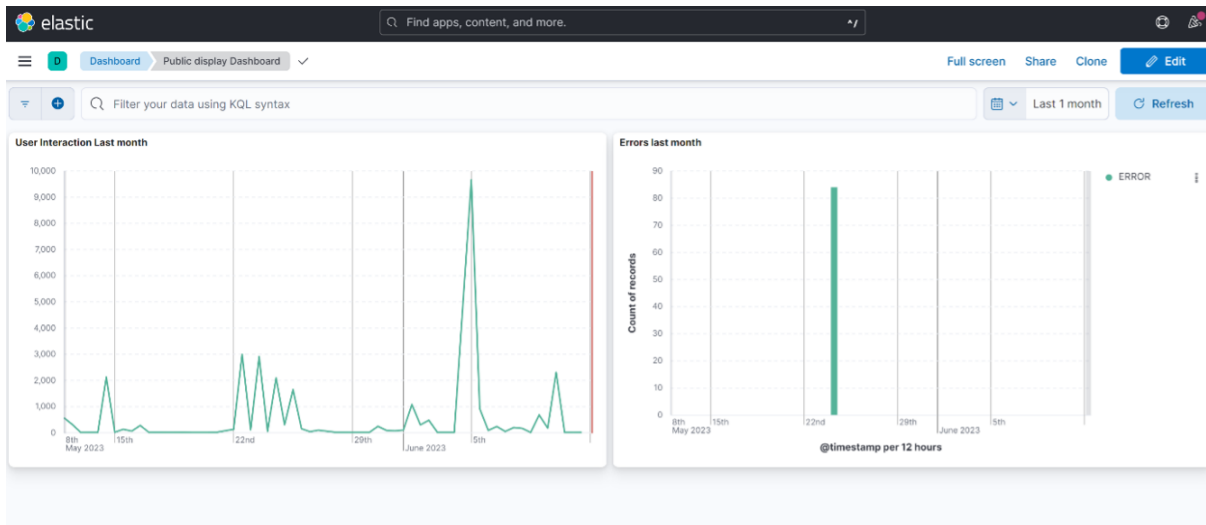 elastic
Find apps, content, and more.
^/
D
Dashboard
Public display Dashboard
Full screen
Share
Clone
Edit
Filter your data using KQL syntax
Last 1 month
Refresh
User Interaction Last month
10,000
9,000
8,000
7,000
6,000
5,000
4,000
3,000
2,000
1,000
0
8th
15th
22nd
29th
5th
May 2023
June 2023
Errors last month
90
80
70
60
50
40
30
20
10
0
Count of records
8th
15th
22nd
29th
5th
May 2023
June 2023
@timestamp per 12 hours
ERROR